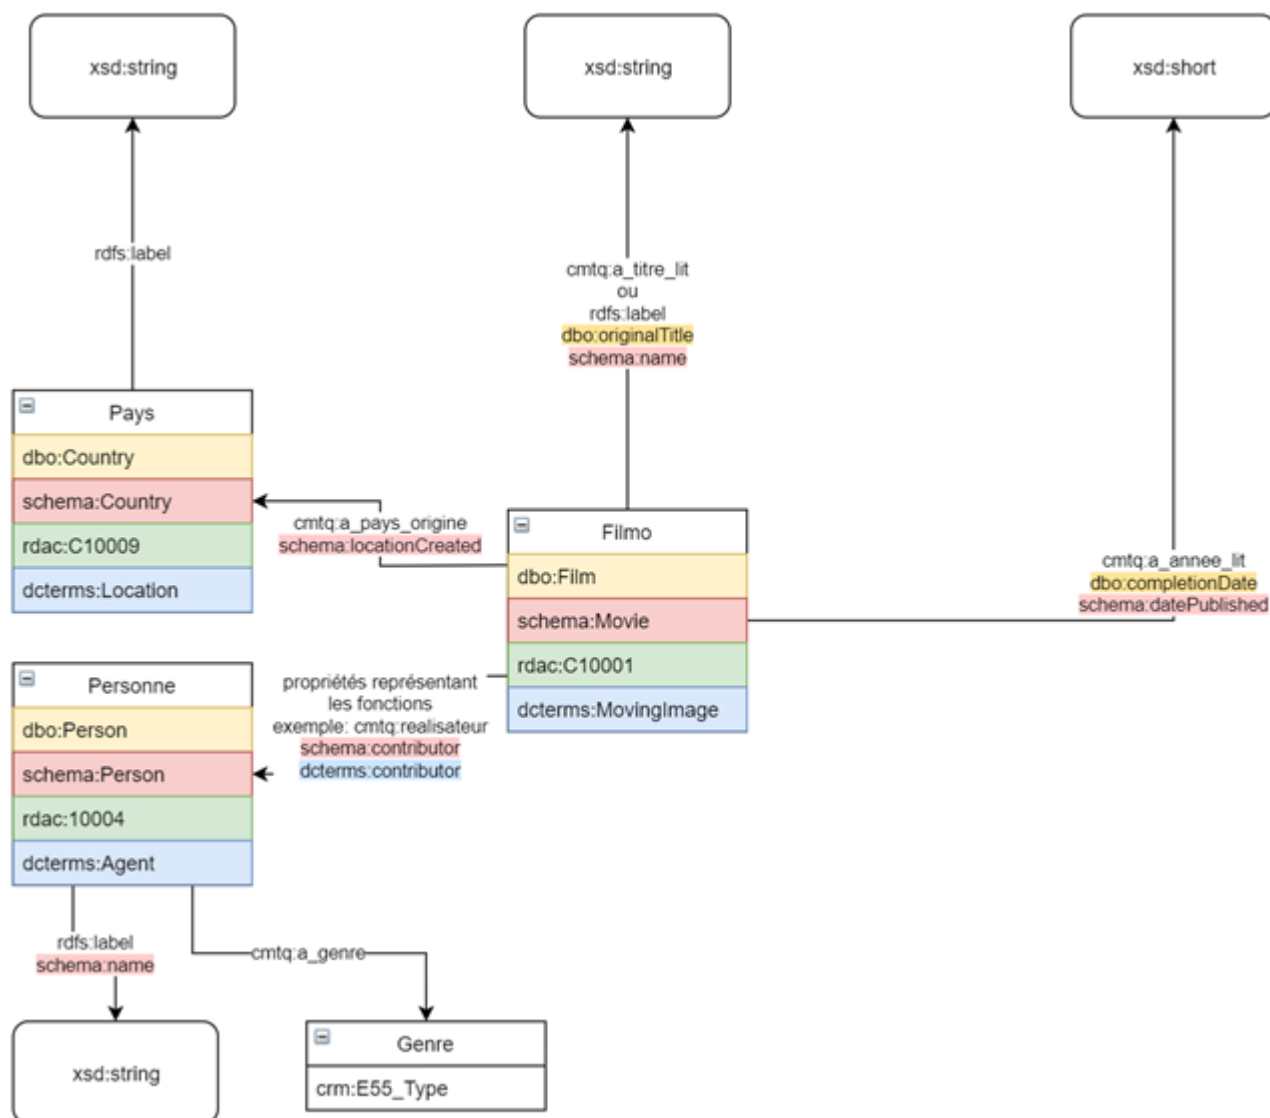 xsd:string
xsd:string
xsd:short
rdfs:label
cmtq:a_titre_lit
ou
rdfs:label
dbo:originalTitle
schema:name
Pays
dbo:Country
schema:Country
rdac:C10009
dcterms:Location
cmtq:a_pays_origine
schema:locationCreated
Filmo
dbo:Film
schema:Movie
rdac:C10001
dcterms:MovingImage
cmtq:a_annee_lit
dbo:completionDate
schema:datePublished
Personne
dbo:Person
schema:Person
rdac:10004
dcterms:Agent
propriétés représentant
les fonctions
exemple: cmtq:realisateur
schema:contributor
dcterms:contributor
rdfs:label
schema:name
cmtq:a_genre
xsd:string
Genre
crm:E55_Type